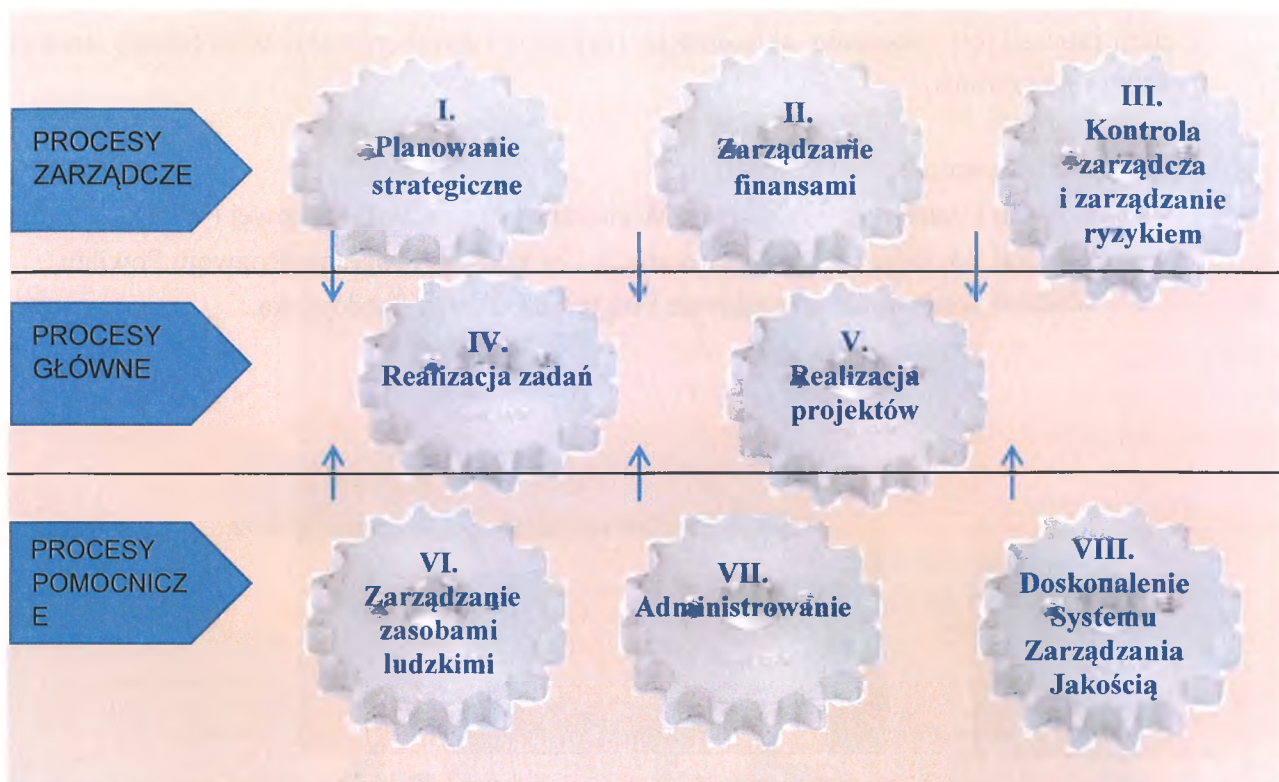 PROCESY
ZARZĄDCZE
I.
Planowanie
strategiczne
II.
Zarządzanie
finansami
III.
Kontrola
zarządcza
i zarządzanie
ryzykiem
PROCESY
GŁÓWNE
IV.
Realizacja zadań
V.
Realizacja
projektów
PROCESY
POMOCNICZ
E
VI.
Zarządzanie
zasobami
ludzkimi
VII.
Administrowanie
VIII.
Doskonalenie
Systemu
Zarządzania
Jakością